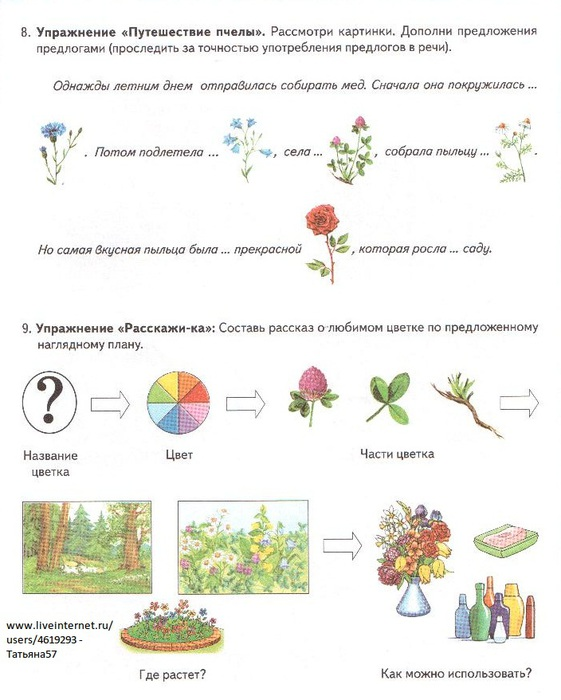 8. Упражнение «Путешествие пчелы». Рассмотри картинки. Дополни предложения
предлогами (проследить за точностью употребления предлогов в речи).
Однажды летним днем отправилась собирать мед. Сначала она покружилась ...
. Потом подлетела ... , села ... , собрала пыльцу ... .
Но самая вкусная пыльца была ... прекрасной , которая росла ... саду.
9. Упражнение «Расскажи-ка»: Составь рассказ о любимом цветке по предложенному
наглядному плану.
?
Название
цветка
Цвет
Части цветка
www.liveinternet.ru/
users/4619293 -
Татьяна57
Где растет?
Как можно использовать?